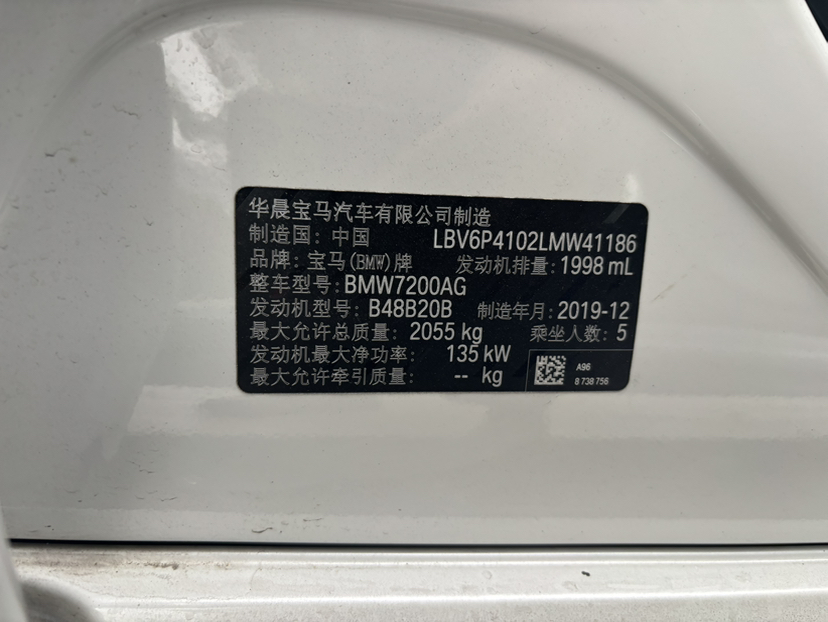 华晨宝马汽车有限公司制造
制造国: 中国 LBV6P4102LMW41186
品牌: 宝马(BMW)牌 发动机排量: 1998 mL
整车型号: BMW7200AG
发动机型号: B48B20B 制造年月: 2019-12
最大允许总质量: 2055 kg 乘坐人数: 5
发动机最大净功率: 135 kW
最大允许牵引质量: -- kg
A96
8 738 756